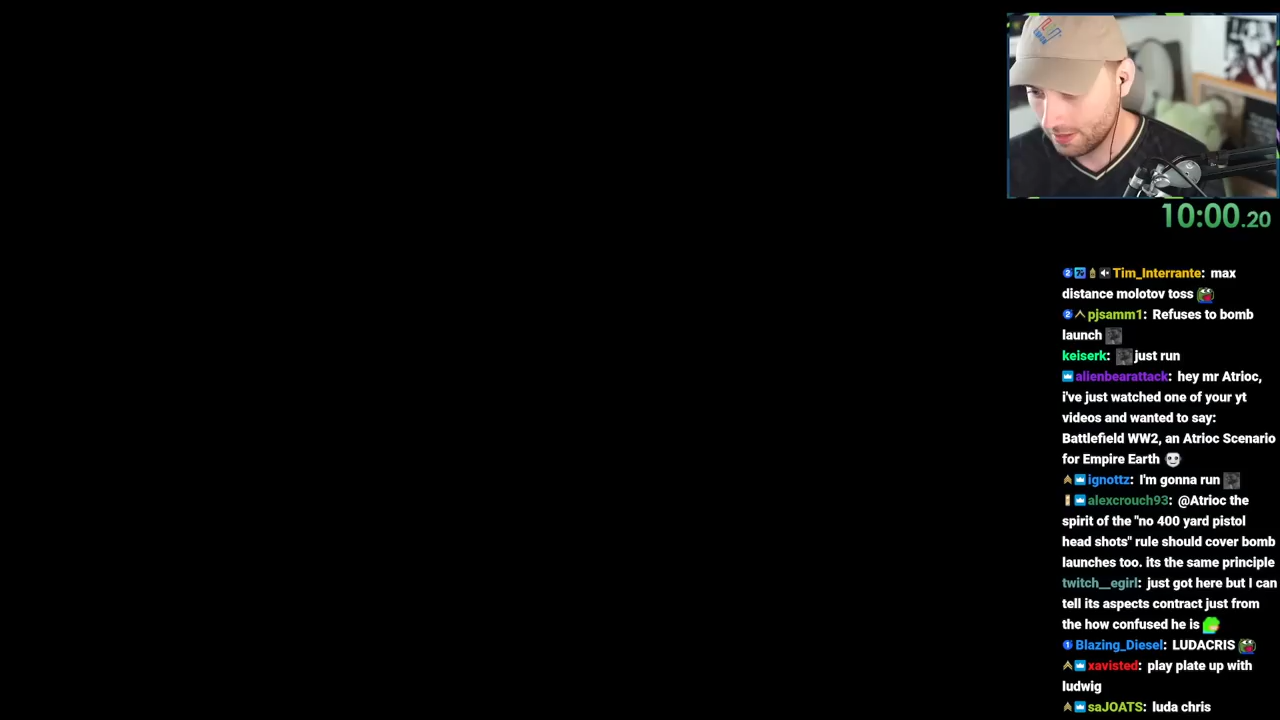 10:00.20
Tim_Interrante: max
distance molotov toss
pjsamm1: Refuses to bomb
launch
keiserk: just run
alienbearattack: hey mr Atrioc,
i've just watched one of your yt
videos and wanted to say:
Battlefield WW2, an Atrioc Scenario
for Empire Earth
ignottz: I'm gonna run
alexcrouch93: @Atrioc the
spirit of the "no 400 yard pistol
head shots" rule should cover bomb
launches too. its the same principle
twitch__egirl: just got here but I can
tell its aspects contract just from
the how confused he is
Blazing_Diesel: LUDACRIS
xavisted: play plate up with
ludwig
saJOATS: luda chris